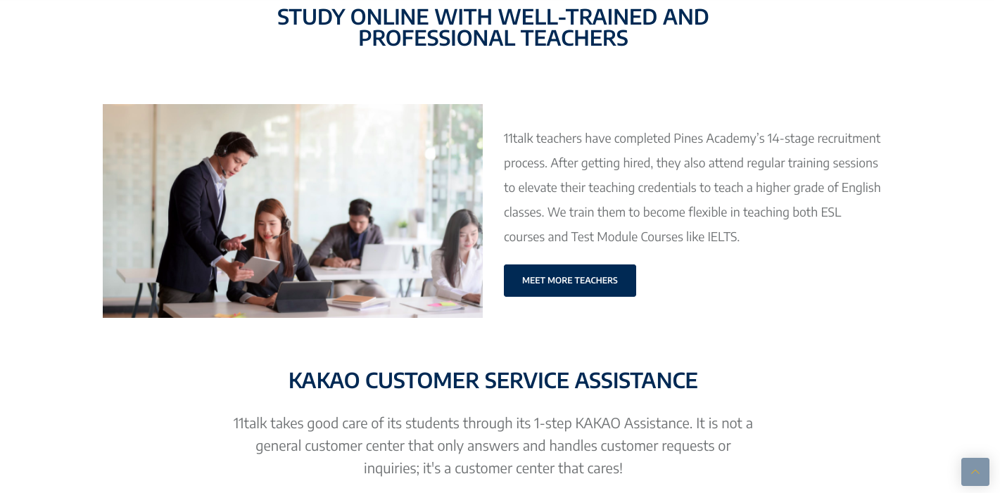 STUDY ONLINE WITH WELL-TRAINED AND
PROFESSIONAL TEACHERS
11talk teachers have completed Pines Academy’s 14-stage recruitment
process. After getting hired, they also attend regular training sessions
to elevate their teaching credentials to teach a higher grade of English
classes. We train them to become flexible in teaching both ESL
courses and Test Module Courses like IELTS.
MEET MORE TEACHERS
KAKAO CUSTOMER SERVICE ASSISTANCE
11talk takes good care of its students through its 1-step KAKAO Assistance. It is not a
general customer center that only answers and handles customer requests or
inquiries; it's a customer center that cares!